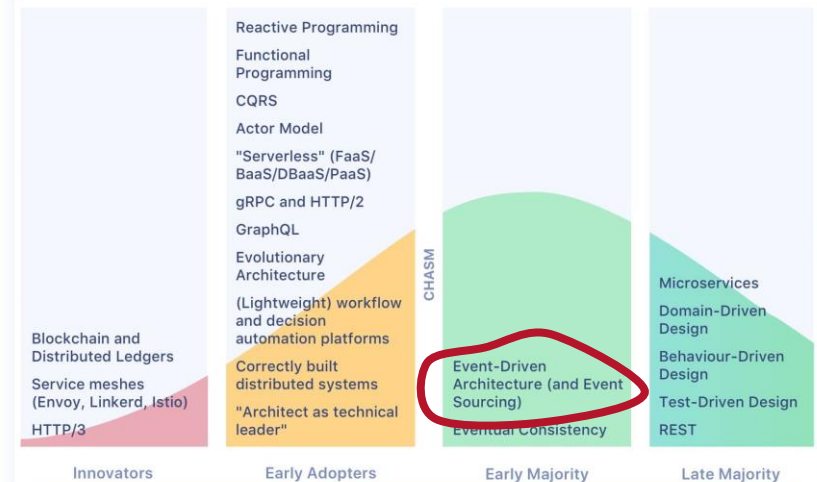 Blockchain and
Distributed Ledgers
Service meshes
(Envoy, Linkerd, Istio)
HTTP/3
Innovators
Reactive Programming
Functional
Programming
CQRS
Actor Model
"Serverless" (FaaS/
BaaS/DBaaS/PaaS)
gRPC and HTTP/2
GraphQL
Evolutionary
Architecture
(Lightweight) workflow
and decision
automation platforms
Correctly built
distributed systems
"Architect as technical
leader"
Early Adopters
CHASM
Event-Driven
Architecture (and Event
Sourcing)
Eventual Consistency
Early Majority
Microservices
Domain-Driven
Design
Behaviour-Driven
Design
Test-Driven Design
REST
Late Majority